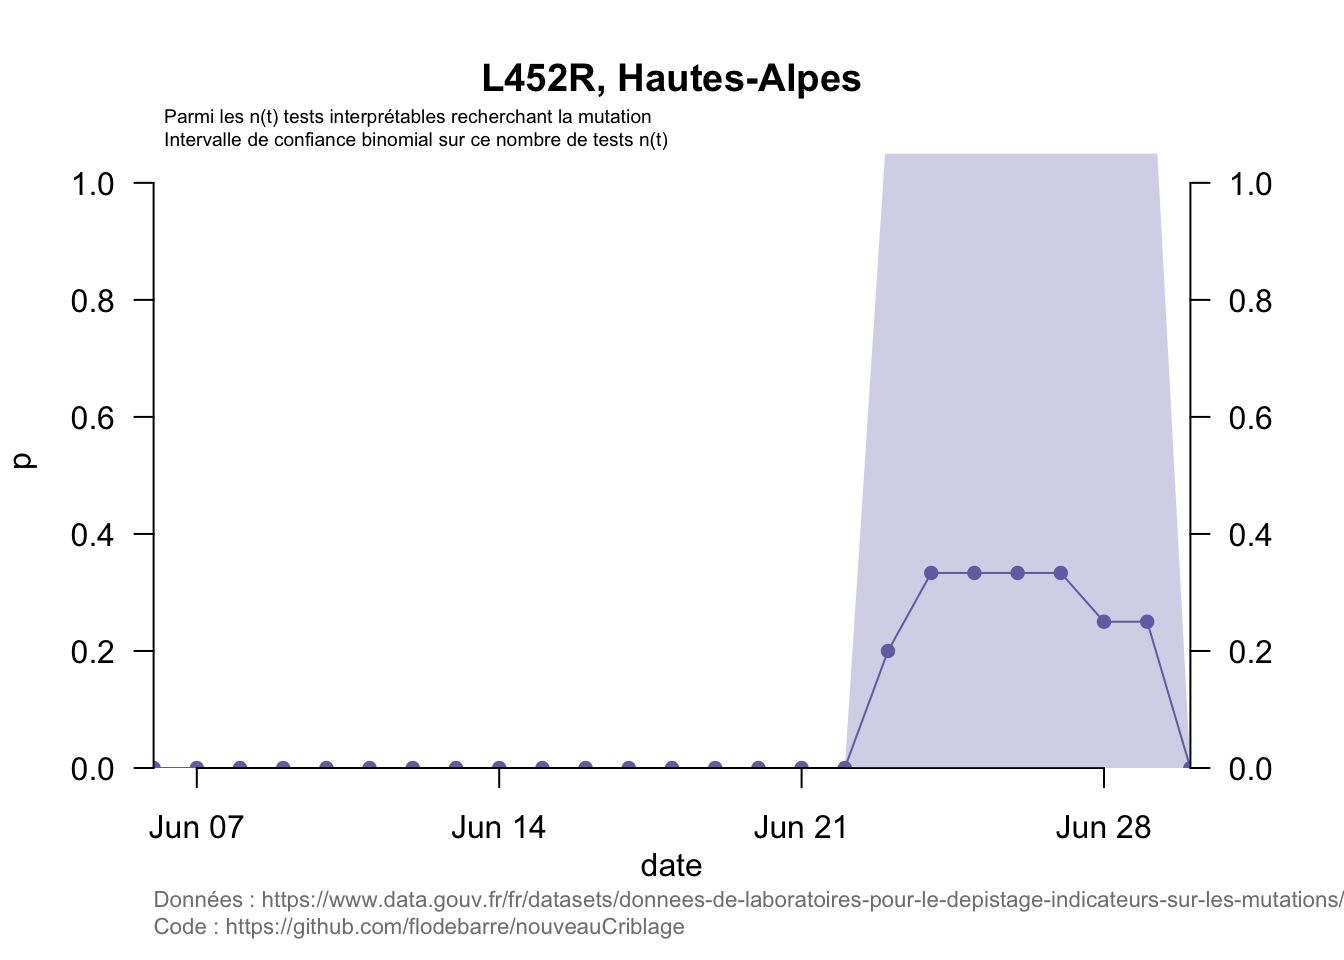 L452R, Hautes-Alpes
Parmi les n(t) tests interprétables recherchant la mutation
Intervalle de confiance binomial sur ce nombre de tests n(t)
1.0
0.8
0.6
0.4
0.2
0.0
p
1.0
0.8
0.6
0.4
0.2
0.0
Jun 07 Jun 14 Jun 21 Jun 28
date
Données : https://www.data.gouv.fr/fr/datasets/donnees-de-laboratoires-pour-le-depistage-indicateurs-sur-les-mutations/
Code : https://github.com/flodebarre/nouveauCriblage